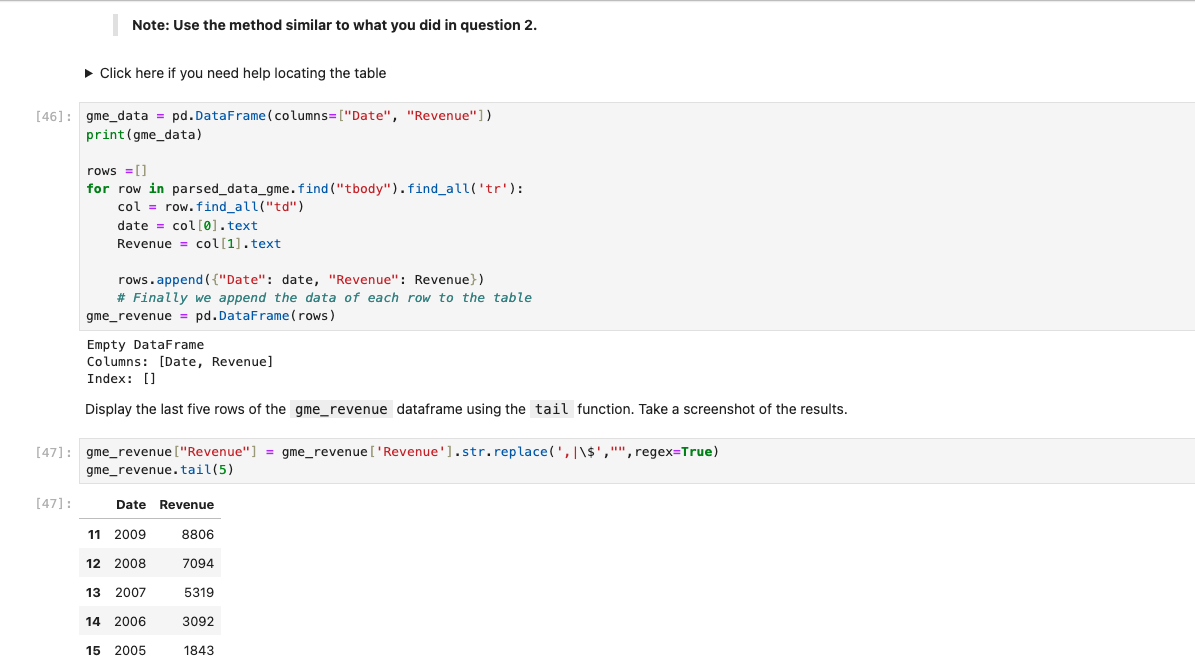 Note: Use the method similar to what you did in question 2.
▶ Click here if you need help locating the table
[46]: gme_data = pd.DataFrame(columns=["Date", "Revenue"])
print(gme_data)
rows =[]
for row in parsed_data_gme.find("tbody").find_all('tr'):
    col = row.find_all("td")
    date = col[0].text
    Revenue = col[1].text
    rows.append({"Date": date, "Revenue": Revenue})
    # Finally we append the data of each row to the table
gme_revenue = pd.DataFrame(rows)
Empty DataFrame
Columns: [Date, Revenue]
Index: []
Display the last five rows of the gme_revenue dataframe using the tail function. Take a screenshot of the results.
[47]: gme_revenue["Revenue"] = gme_revenue['Revenue'].str.replace(',|\$',"",regex=True)
gme_revenue.tail(5)
[47]: Date Revenue
11 2009 8806
12 2008 7094
13 2007 5319
14 2006 3092
15 2005 1843